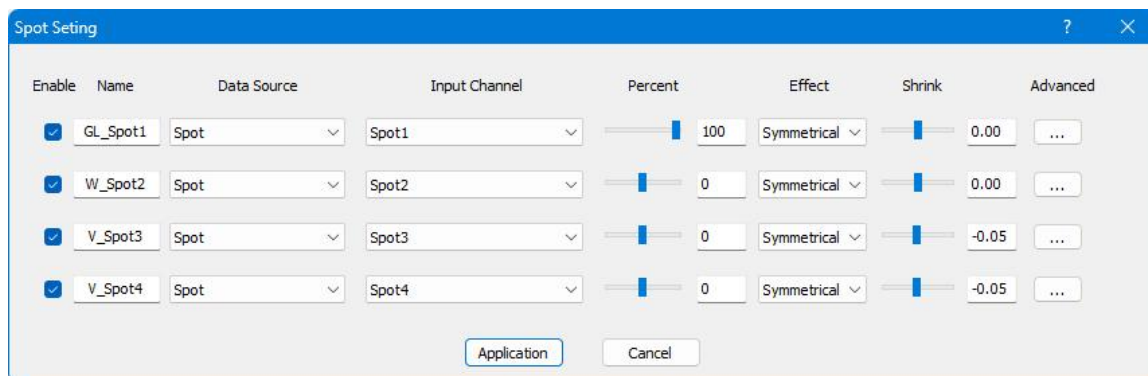 Spot Seting ?
Enable Name Data Source Input Channel Percent Effect Shrink Advanced
GL_Spot1 Spot Spot1 100 Symmetrical 0.00 ...
W_Spot2 Spot Spot2 0 Symmetrical 0.00 ...
V_Spot3 Spot Spot3 0 Symmetrical -0.05 ...
V_Spot4 Spot Spot4 0 Symmetrical -0.05 ...
Application Cancel